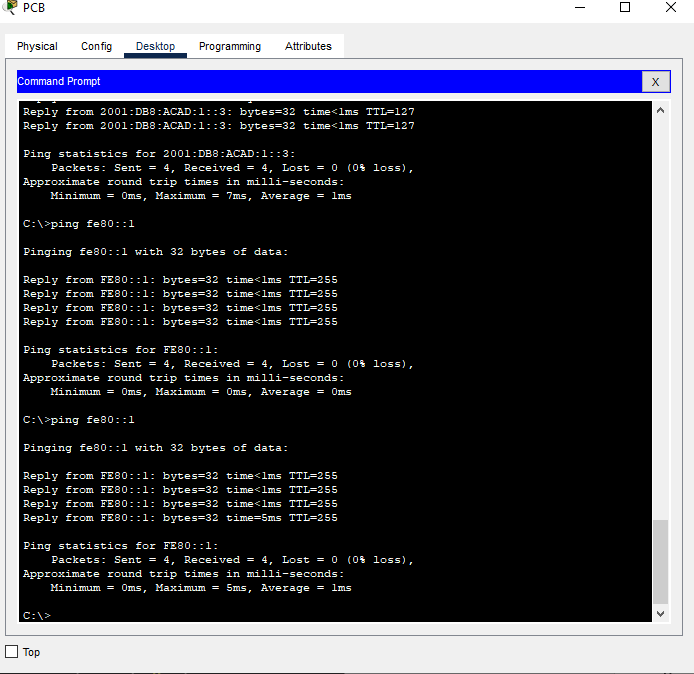 PCB
Physical Config Desktop Programming Attributes
Command Prompt
X
Reply from 2001:DB8:ACAD:1::3: bytes=32 time<1ms TTL=127
Reply from 2001:DB8:ACAD:1::3: bytes=32 time<1ms TTL=127
Ping statistics for 2001:DB8:ACAD:1::3:
Packets: Sent = 4, Received = 4, Lost = 0 (0% loss),
Approximate round trip times in milli-seconds:
Minimum = 0ms, Maximum = 7ms, Average = 1ms
C:\>ping fe80::1
Pinging fe80::1 with 32 bytes of data:
Reply from FE80::1: bytes=32 time<1ms TTL=255
Reply from FE80::1: bytes=32 time<1ms TTL=255
Reply from FE80::1: bytes=32 time<1ms TTL=255
Reply from FE80::1: bytes=32 time<1ms TTL=255
Ping statistics for FE80::1:
Packets: Sent = 4, Received = 4, Lost = 0 (0% loss),
Approximate round trip times in milli-seconds:
Minimum = 0ms, Maximum = 0ms, Average = 0ms
C:\>ping fe80::1
Pinging fe80::1 with 32 bytes of data:
Reply from FE80::1: bytes=32 time<1ms TTL=255
Reply from FE80::1: bytes=32 time<1ms TTL=255
Reply from FE80::1: bytes=32 time<1ms TTL=255
Reply from FE80::1: bytes=32 time=5ms TTL=255
Ping statistics for FE80::1:
Packets: Sent = 4, Received = 4, Lost = 0 (0% loss),
Approximate round trip times in milli-seconds:
Minimum = 0ms, Maximum = 5ms, Average = 1ms
C:\>
Top